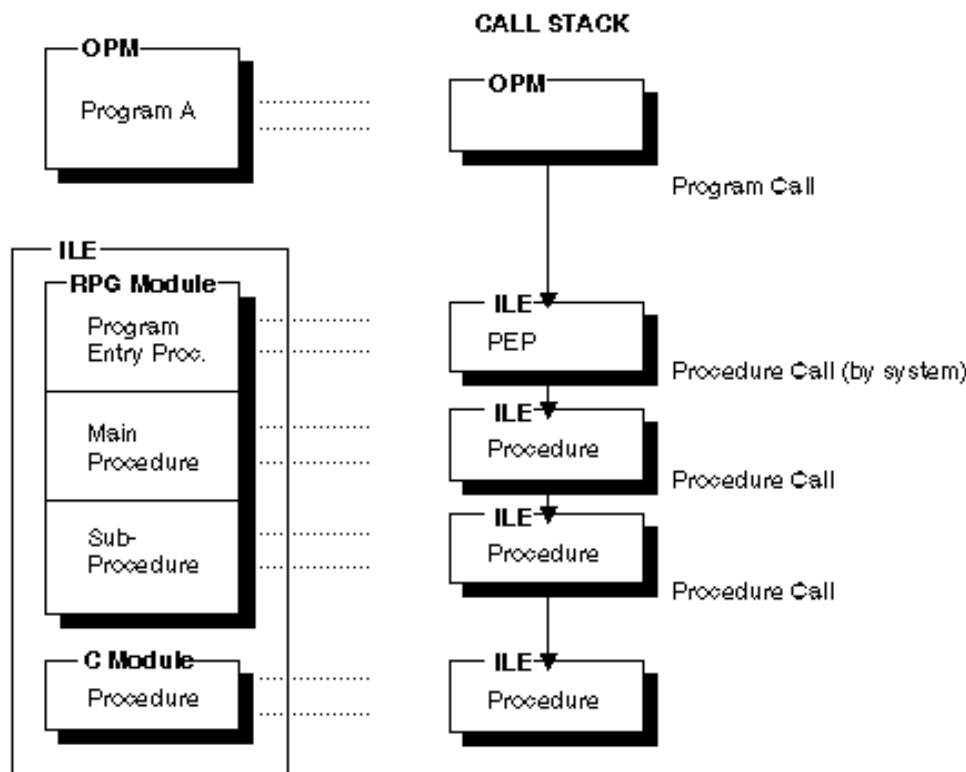 CALL STACK
OPM
Program A
OPM
Program Call
ILE
RPG Module
Program
Entry Proc.
ILE
PEP
Procedure Call (by system)
Main
Procedure
ILE
Procedure
Procedure Call
Sub-
Procedure
ILE
Procedure
Procedure Call
C Module
Procedure
ILE
Procedure